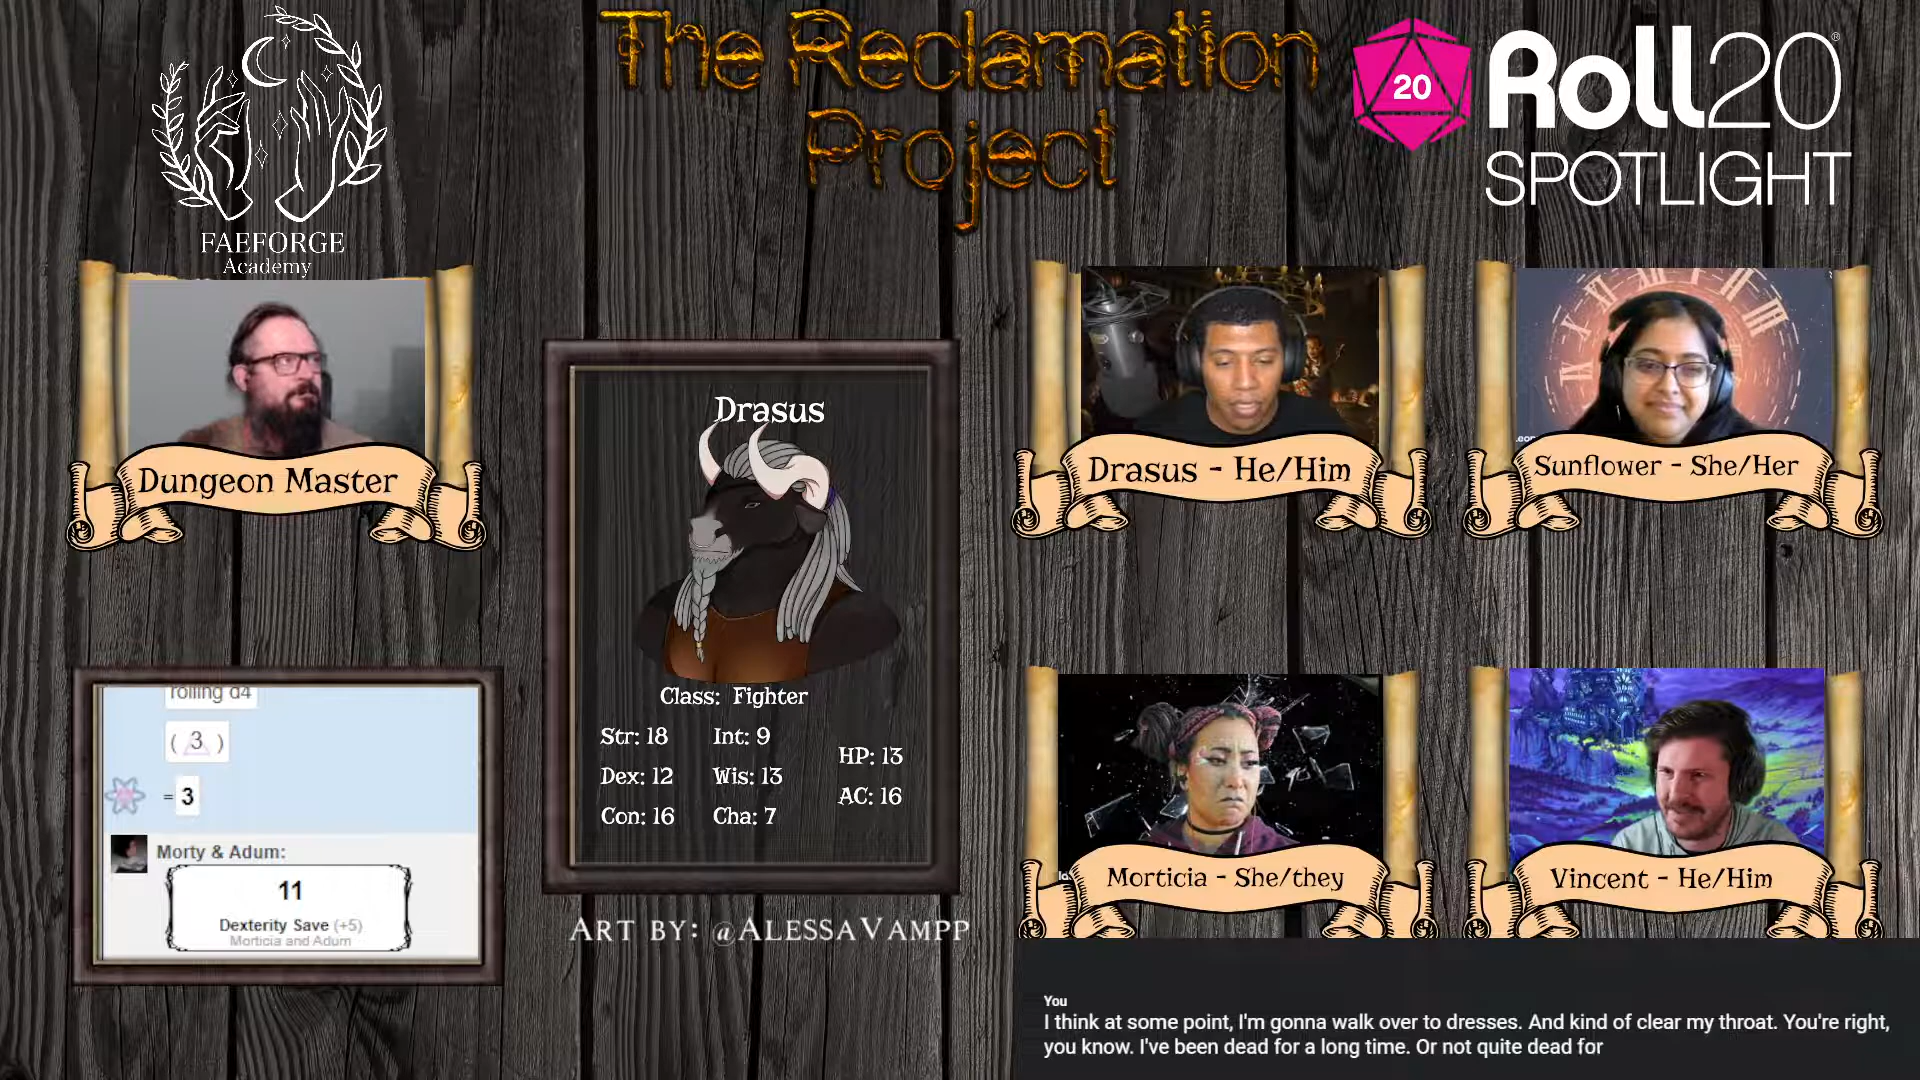 FAEFORGE
Academy
The Reclamation
Project
20
Roll20®
SPOTLIGHT
Dungeon Master
Drasus
Class: Fighter
Str: 18
Int: 9
HP: 13
Dex: 12
Wis: 13
AC: 16
Con: 16
Cha: 7
ART BY: @ALESSAVAMPP
Drasus - He/Him
Sunflower - She/Her
Morticia - She/they
Vincent - He/Him
rolling d4
( 3 )
= 3
Morty & Adum:
11
Dexterity Save (+5)
Morticia and Adum
You
I think at some point, I'm gonna walk over to dresses. And kind of clear my throat. You're right,
you know. I've been dead for a long time. Or not quite dead for